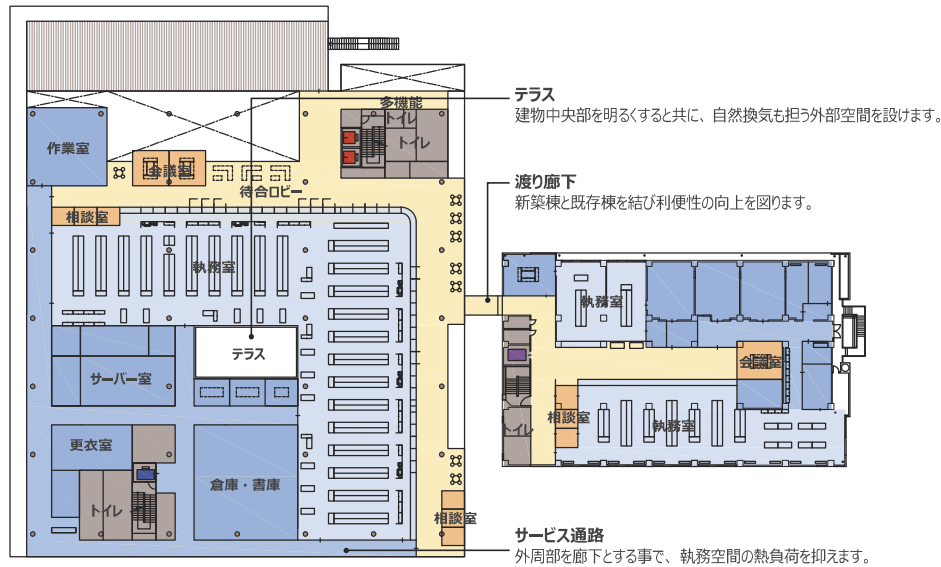 テラス
建物中央部を明るくすると共に、自然換気も担う外部空間を設けます。
多機能
トイレ
トイレ
作業室
会議室
待合ロビー
相談室
渡り廊下
新築棟と既存棟を結び利便性の向上を図ります。
執務室
執務室
テラス
サーバー室
会議室
相談室
執務室
トイレ
更衣室
倉庫・書庫
トイレ
相談室
サービス通路
外周部を廊下とする事で、執務空間の熱負荷を抑えます。